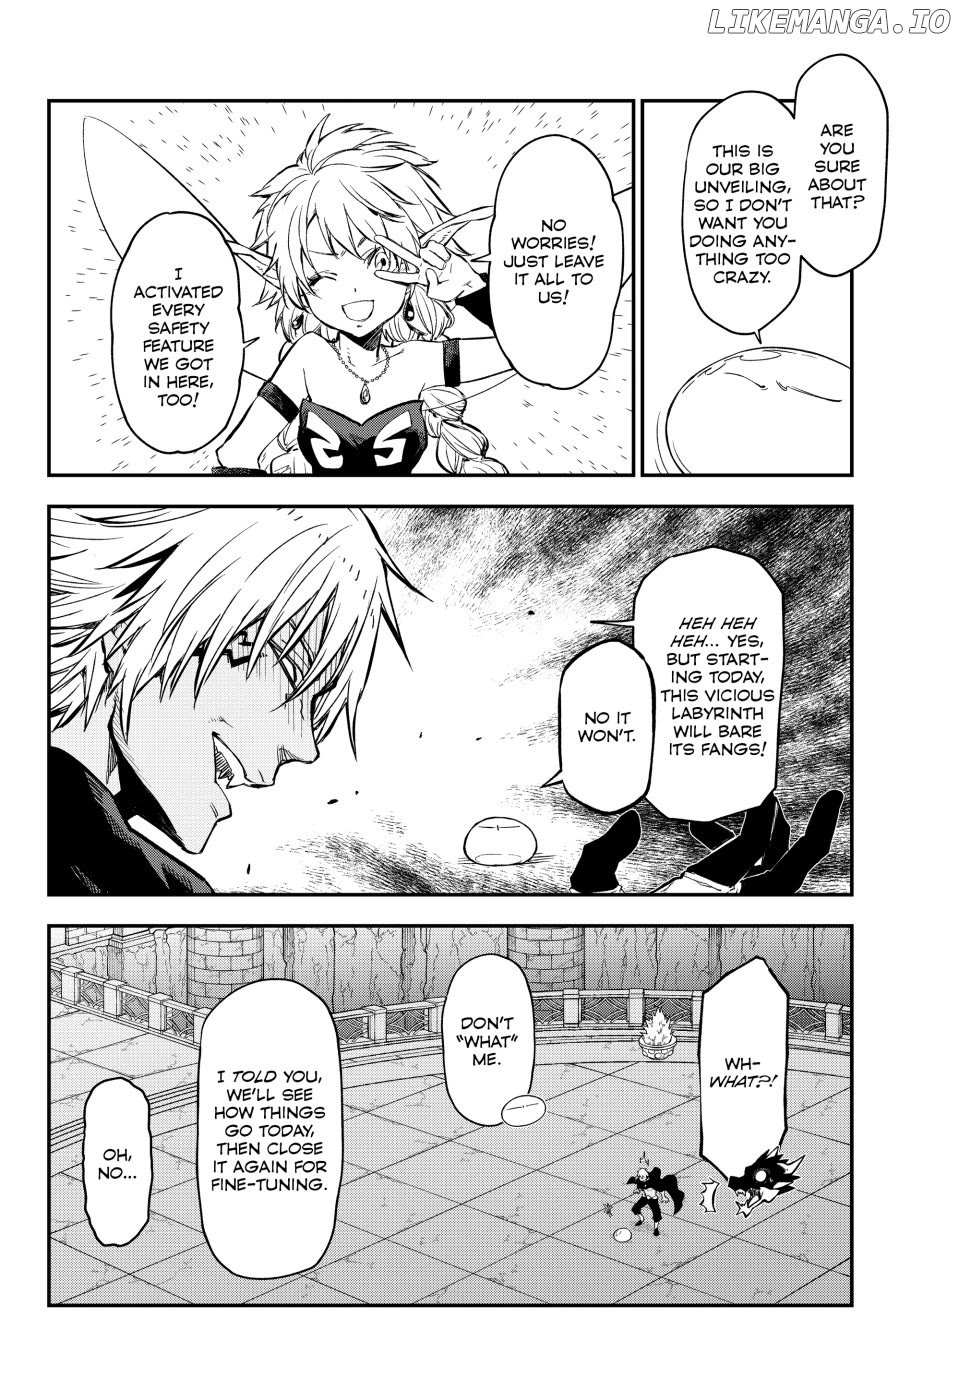 LIKEMANGA.IO
ARE
YOU
SURE
ABOUT
THAT?
THIS IS
OUR BIG
UNVEILING,
SO I DON'T
WANT YOU
DOING ANY-
THING TOO
CRAZY.
NO
WORRIES!
JUST LEAVE
IT ALL TO
US!
I
ACTIVATED
EVERY
SAFETY
FEATURE
WE GOT
IN HERE,
TOO!
HEH HEH
HEH... YES,
BUT START-
ING TODAY,
THIS VICIOUS
LABYRINTH
WILL BARE
ITS FANGS!
NO IT
WON'T.
WH-
WHAT?!
DON'T
"WHAT"
ME.
I TOLD YOU,
WE'LL SEE
HOW THINGS
GO TODAY,
THEN CLOSE
IT AGAIN FOR
FINE-TUNING.
OH,
NO...